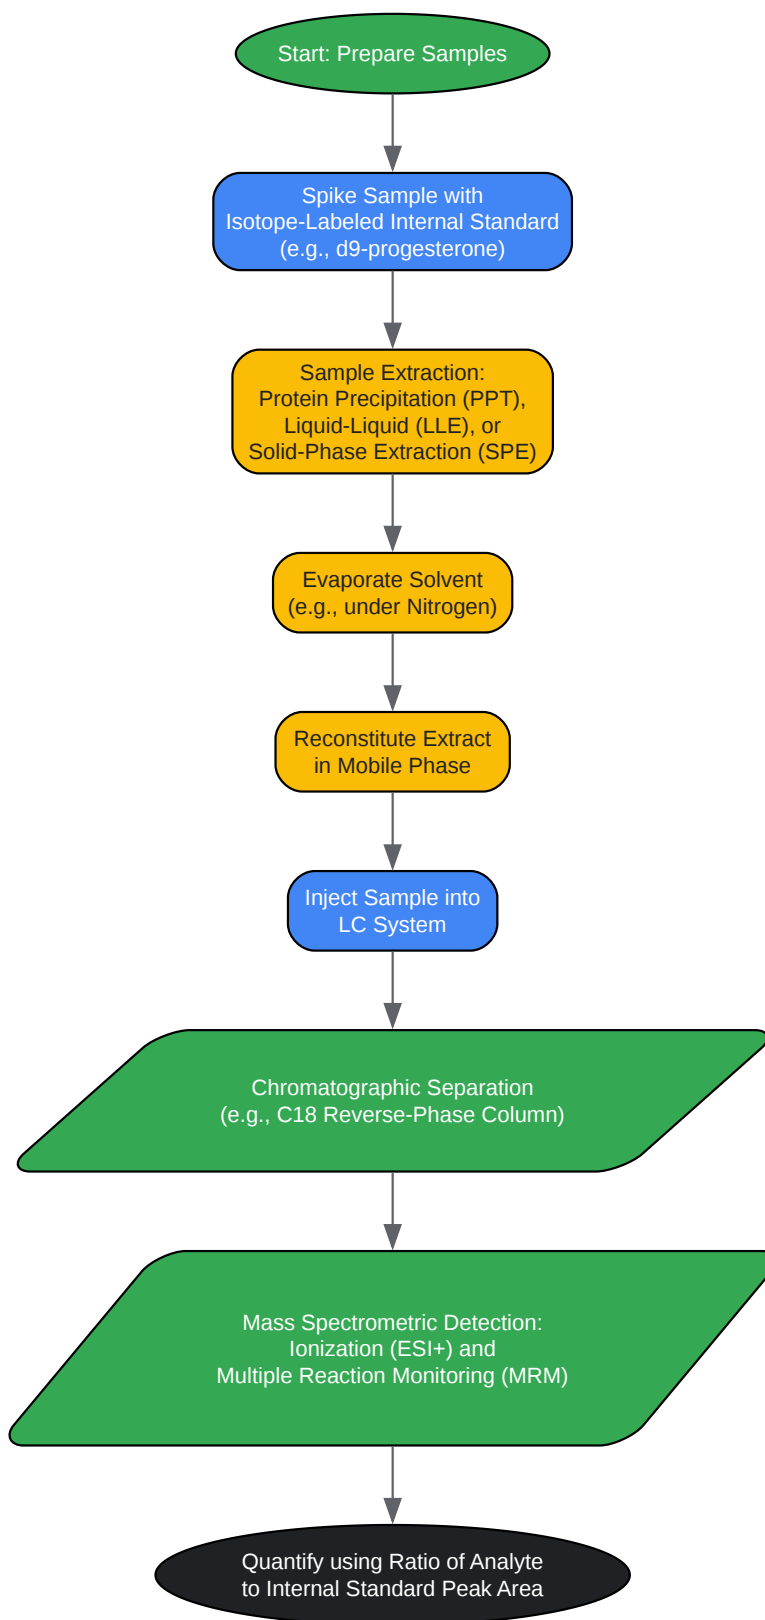 Start: Prepare Samples
Spike Sample with
Isotope-Labeled Internal Standard
(e.g., d9-progesterone)
Sample Extraction:
Protein Precipitation (PPT),
Liquid-Liquid (LLE), or
Solid-Phase Extraction (SPE)
Evaporate Solvent
(e.g., under Nitrogen)
Reconstitute Extract
in Mobile Phase
Inject Sample into
LC System
Chromatographic Separation
(e.g., C18 Reverse-Phase Column)
Mass Spectrometric Detection:
Ionization (ESI+) and
Multiple Reaction Monitoring (MRM)
Quantify using Ratio of Analyte
to Internal Standard Peak Area